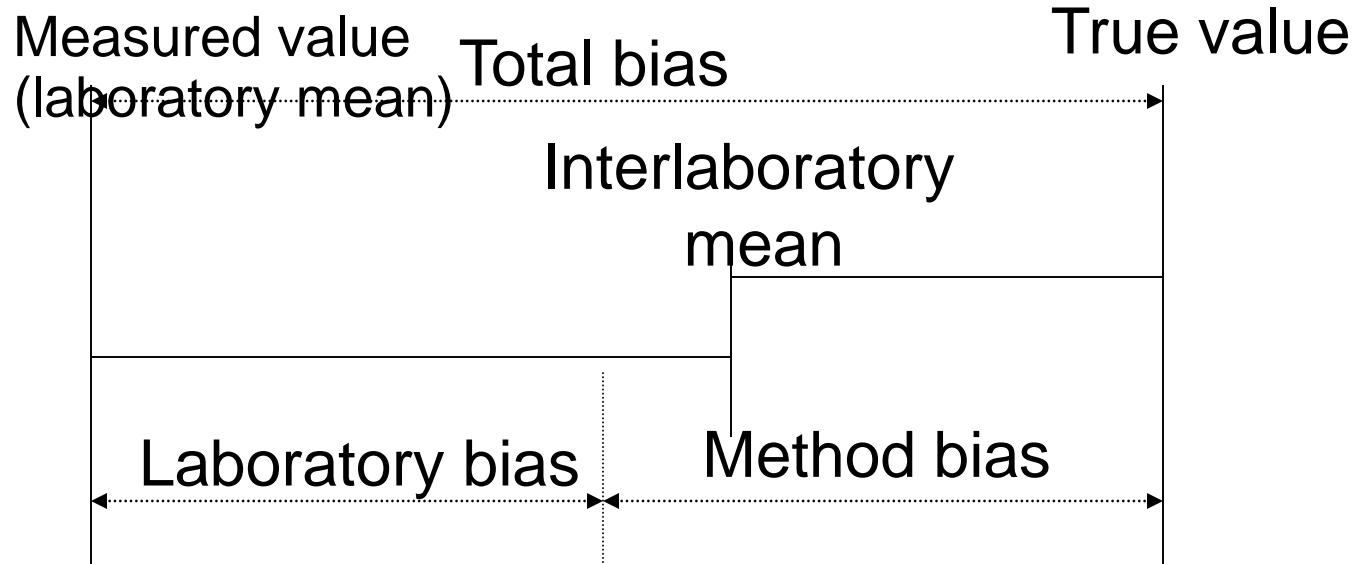 Measured value
(laboratory mean)
Total bias
True value
Interlaboratory
mean
Laboratory bias
Method bias